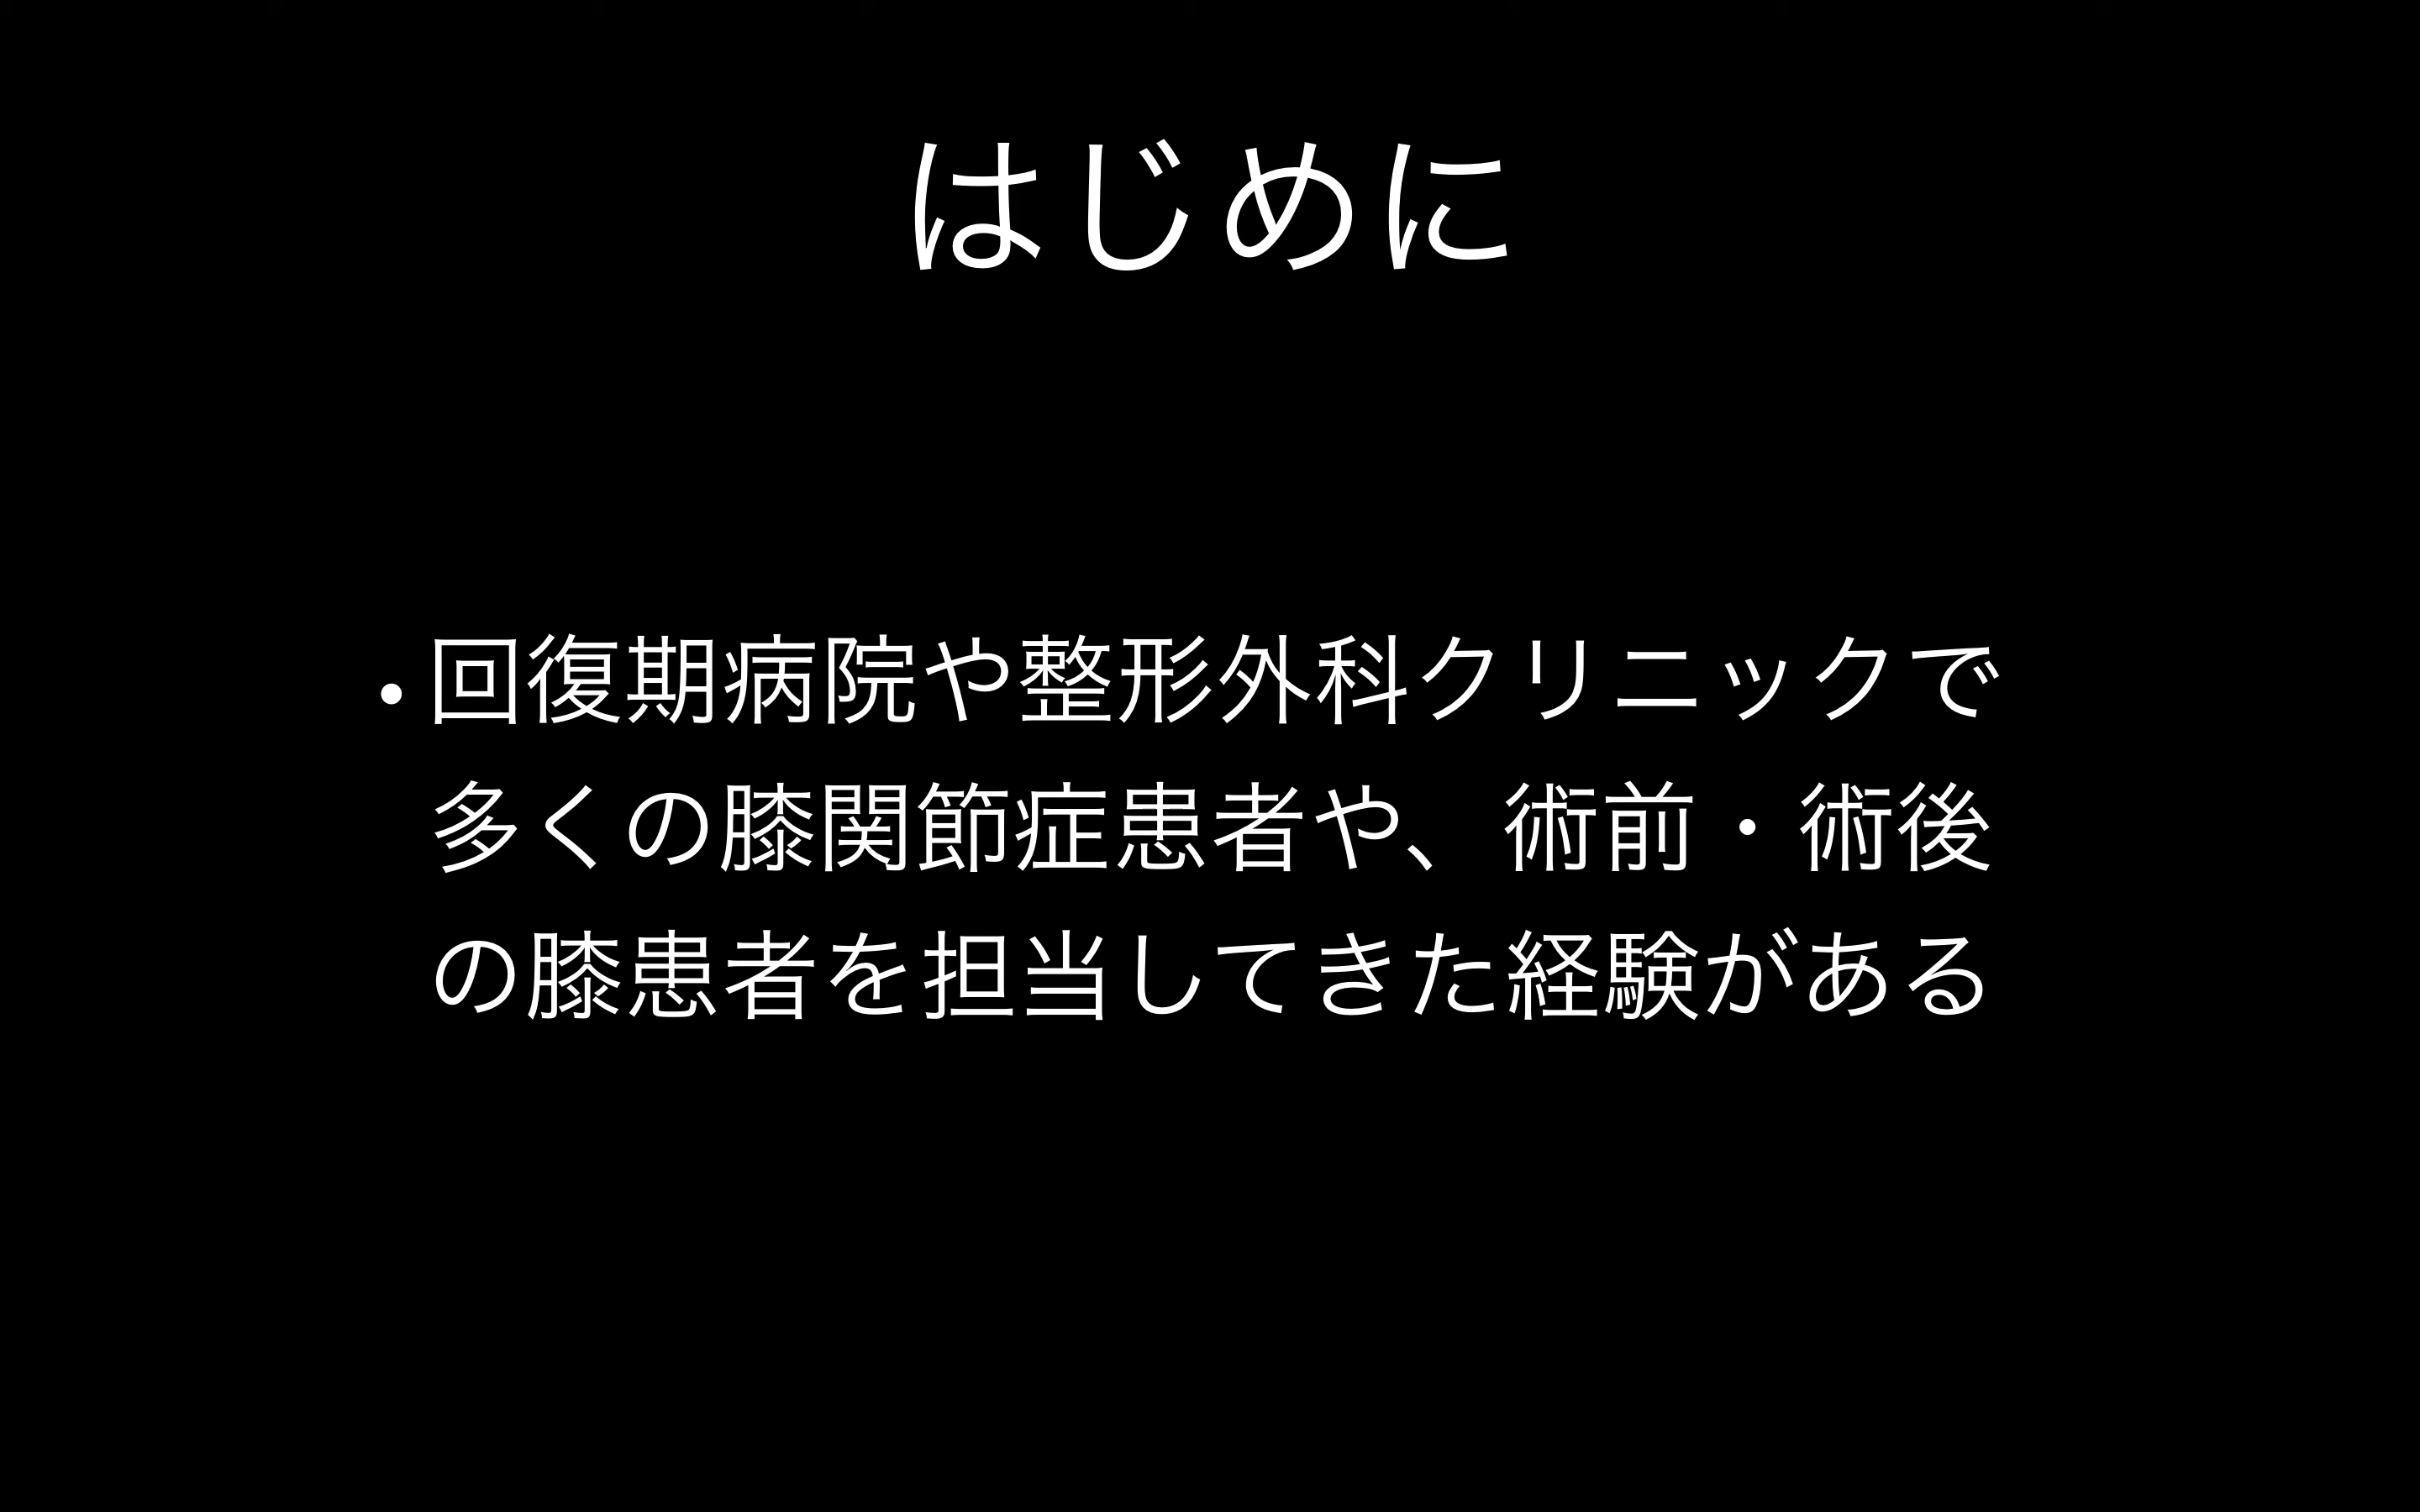 はじめに
•回復期病院や整形外科クリニックで
多くの膝関節症患者や、術前・術後
の膝患者を担当してきた経験がある